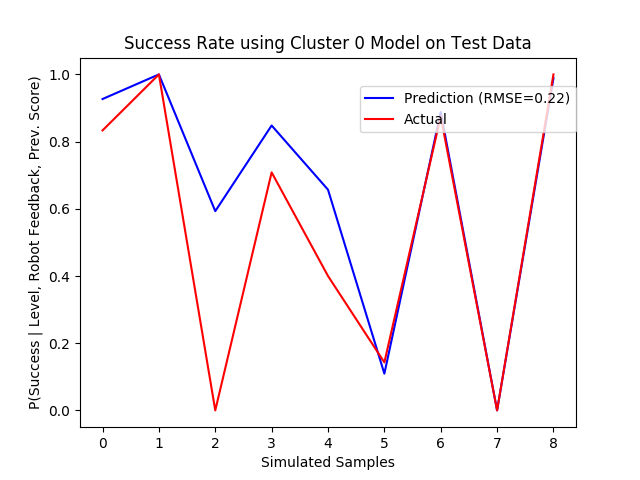 Success Rate using Cluster 0 Model on Test Data
P(Success | Level, Robot Feedback, Prev. Score)
1.0
0.8
0.6
0.4
0.2
0.0
Prediction (RMSE=0.22)
Actual
0 1 2 3 4 5 6 7 8
Simulated Samples